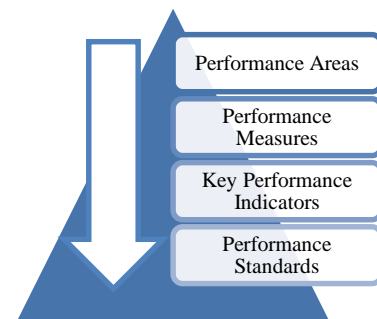 Performance Areas
Performance
Measures
Key Performance
Indicators
Performance
Standards